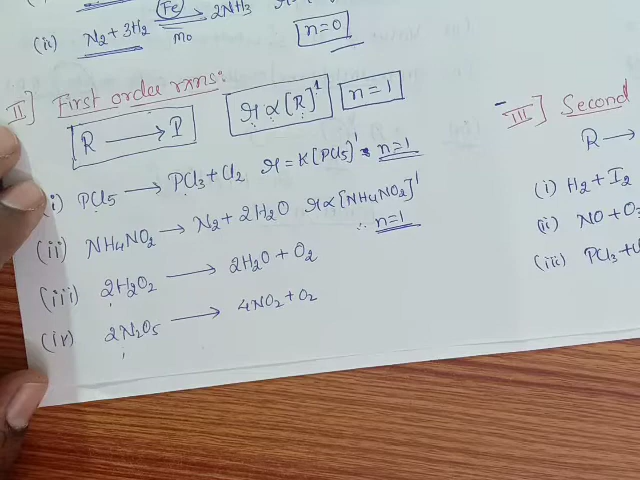 Fe
N2 + 3H2 → 2NH3
(ii) Mo
n=0
II] First order rxns:
R → P r ∝ [R]^1 n=1
(i) PCl5 → PCl3 + Cl2 r = K[PCl5]^1 n=1
(ii) NH4NO2 → N2 + 2H2O r ∝ [NH4NO2]^1
∴ n=1
(iii) 2H2O2 → 2H2O + O2
(iv) 2N2O5 → 4NO2 + O2
III] Second
R →
(i) H2 + I2
(ii) NO + O
(iii) PCl3 +